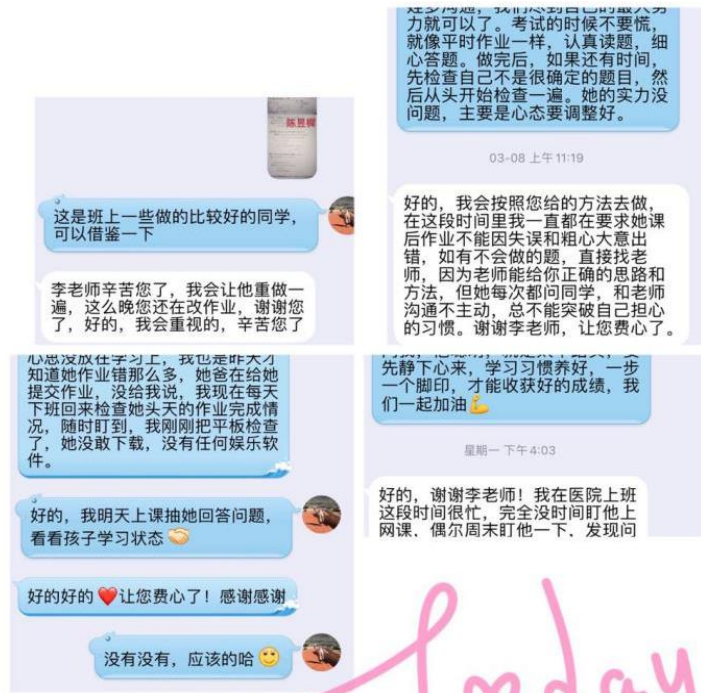 陈昱
这是班上一些做的比较好的同学，
可以借鉴一下
李老师辛苦您了，我会让他重做一
遍，这么晚您还在改作业，谢谢您
了，好的，我会重视的，辛苦您了
力就可以了。考试的时候不要慌，
就像平时作业一样，认真读题，细
心答题。做完后，如果还有时间，
先检查自己不是很确定的题目，然
后从头开始检查一遍。她的实力没
问题，主要是心态要调整好。
03-08 上午11:19
好的，我会按照您给的方法去做，
在这段时间里我一直都在要求她课
后作业不能因失误和粗心大意出
错，如有不会做的题，直接找老
师，因为老师能给你正确的思路和
方法，但她每次都问同学，和老师
沟通不主动，总不能突破自己担心
的习惯。谢谢李老师，让您费心了。
心思没放在学习上，我也是昨天才
知道她作业错那么多，她爸在给她
提交作业，没给我说，我现在每天
下班回来检查她头天的作业完成情
况，随时盯到，我刚刚把平板检查
了，她没敢下载，没有任何娱乐软
件。
好的，我明天上课抽她回答问题，
看看孩子学习状态🤝
好的好的❤️让您费心了！感谢感谢
没有没有，应该的哈🙂
先静下心来，学习习惯养好，一步
一个脚印，才能收获好的成绩，我
们一起加油💪
星期一 下午4:03
好的，谢谢李老师！我在医院上班
这段时间很忙，完全没时间盯他上
网课，偶尔周末盯他一下，发现问